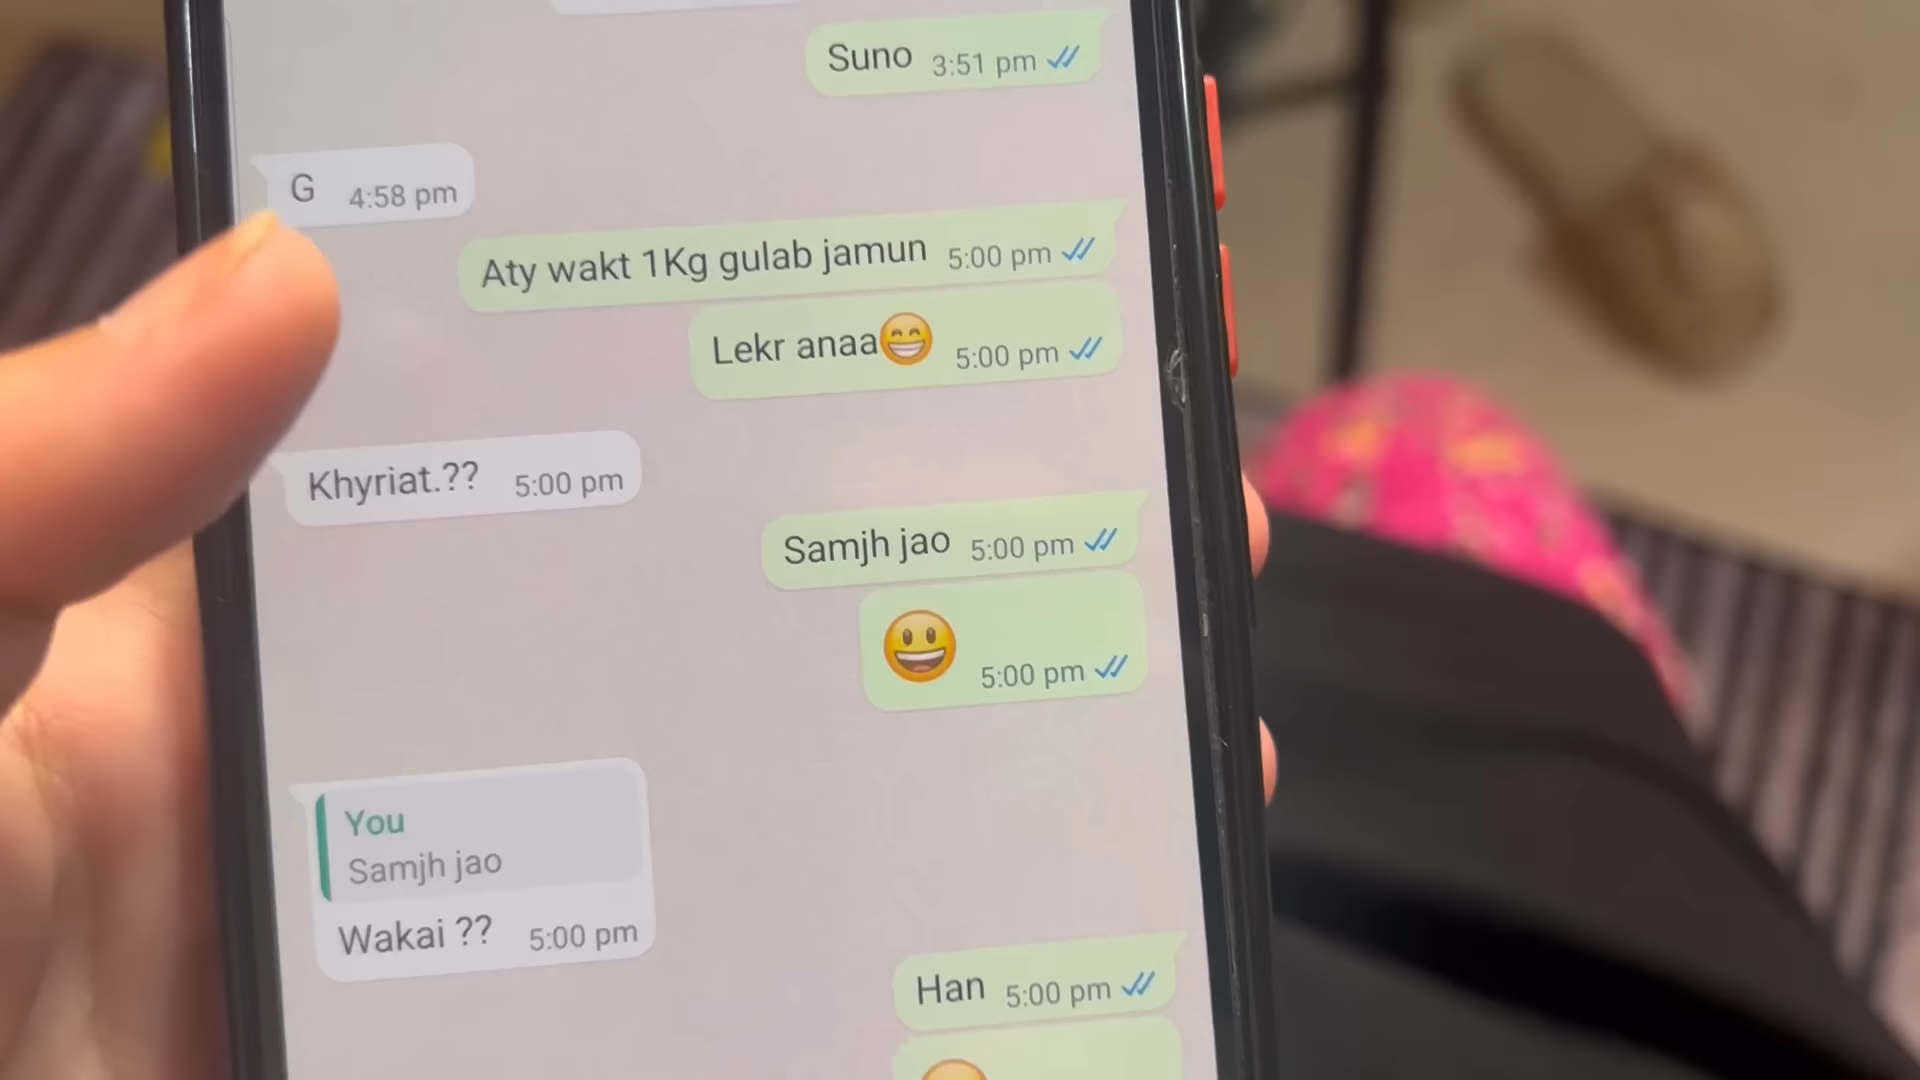 Suno 3:51 pm
G 4:58 pm
Aty wakt 1Kg gulab jamun 5:00 pm
Lekr anaa😁 5:00 pm
Khyriat.?? 5:00 pm
Samjh jao 5:00 pm
😃 5:00 pm
You
Samjh jao
Wakai ?? 5:00 pm
Han 5:00 pm